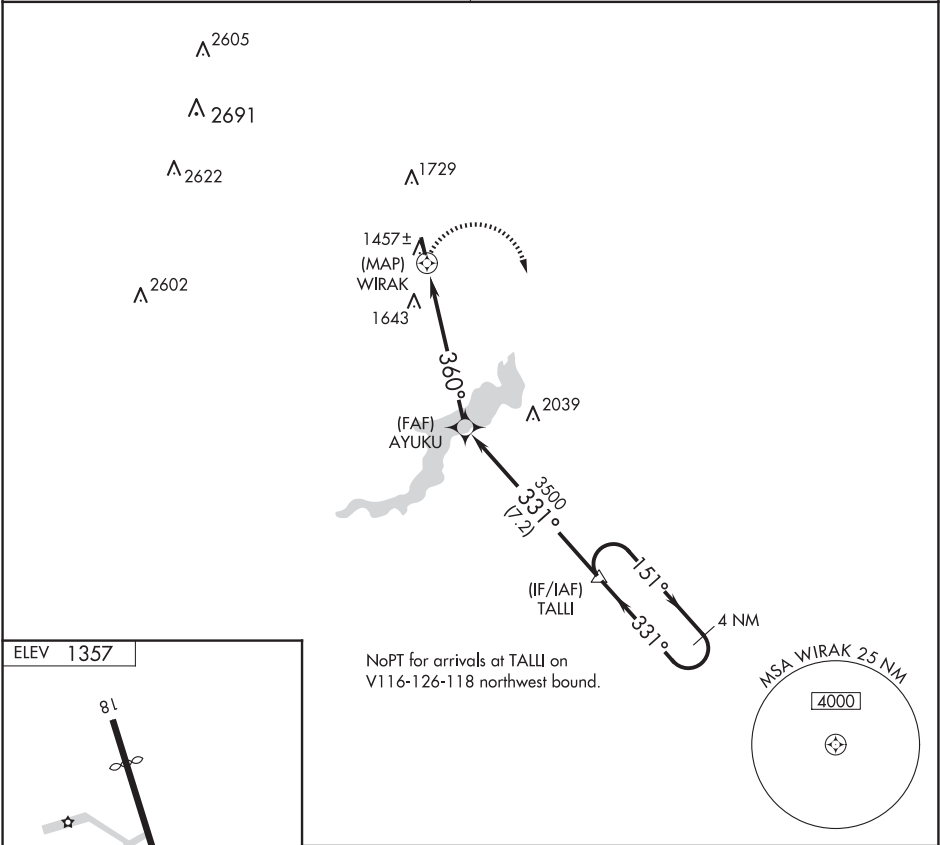 2605
2691
2622
1729
1457±
(MAP)
WIRAK
2602
1643
360°
(FAF)
AYUKU
2039
3500
331°
(7.2)
(IF/IAF)
TALLI
151°
331°
4 NM
NoPT for arrivals at TALLI on
V116-126-118 northwest bound.
MSA WIRAK 25 NM
4000
ELEV 1357
18